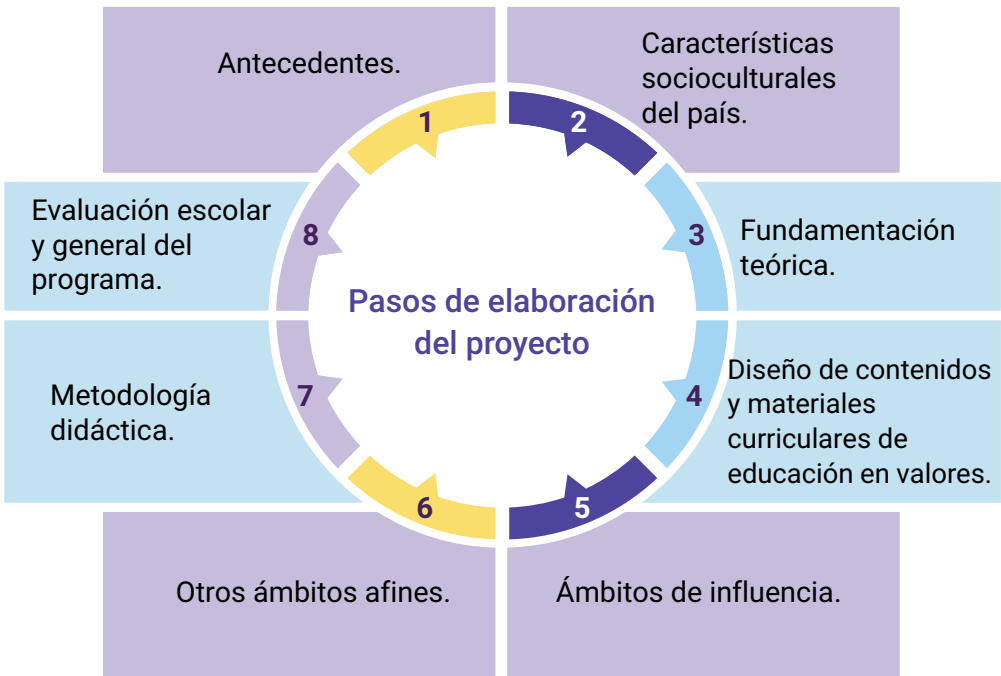 Pasos de elaboración
del proyecto
1
Antecedentes.
2
Características
socioculturales
del país.
3
Fundamentación
teórica.
4
Diseño de contenidos
y materiales
curriculares de
educación en valores.
5
Ámbitos de influencia.
6
Otros ámbitos afines.
7
Metodología
didáctica.
8
Evaluación escolar
y general del
programa.